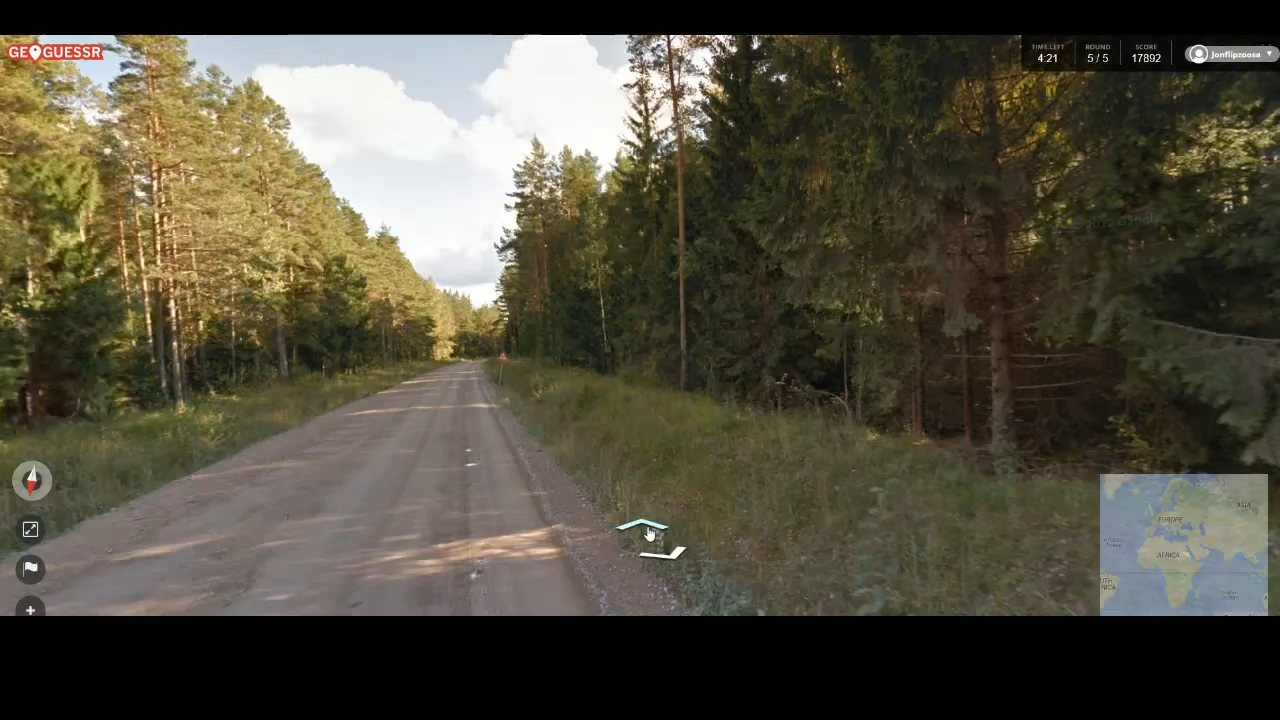 GEOGUESSR
TIME LEFT
4:21
ROUND
5 / 5
SCORE
17892
Jonflipzoosa
EUROPE
ASIA
AFRICA